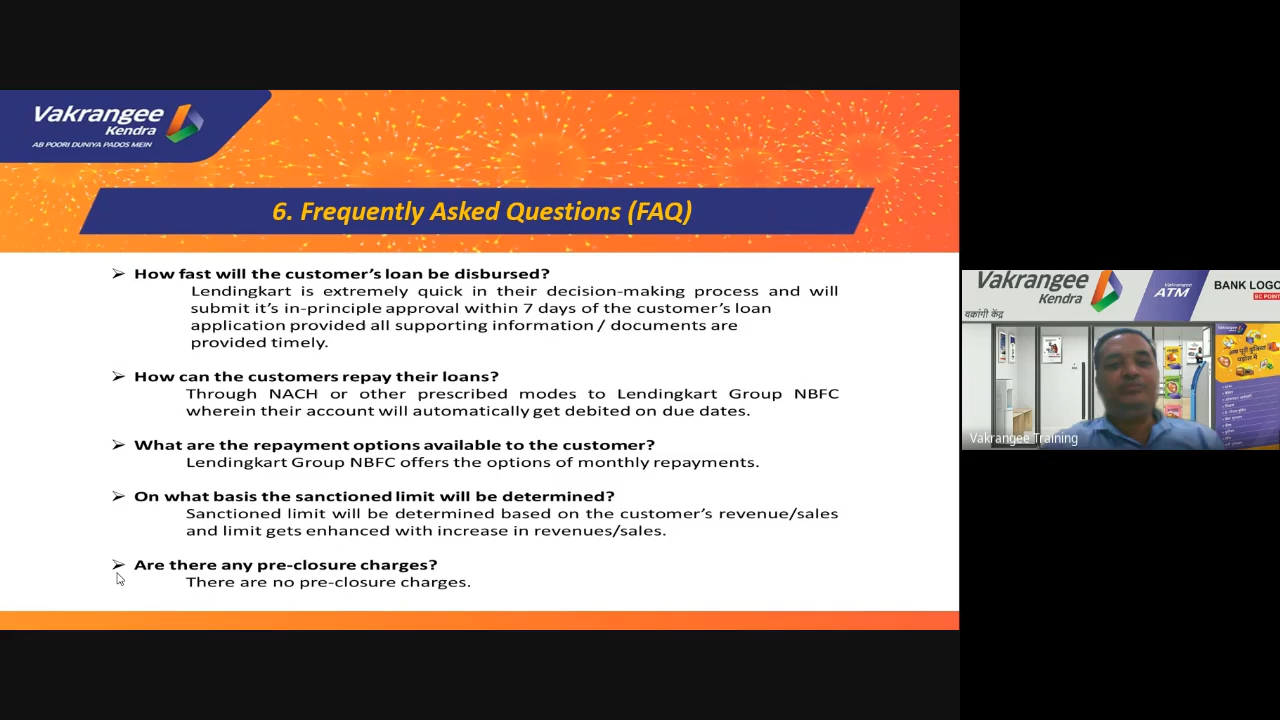 Vakrangee
Kendra
AB POORI DUNIYA PADOS MEIN
6. Frequently Asked Questions (FAQ)
➢ How fast will the customer's loan be disbursed?
Lendingkart is extremely quick in their decision-making process and will
submit it's in-principle approval within 7 days of the customer's loan
application provided all supporting information / documents are
provided timely.
➢ How can the customers repay their loans?
Through NACH or other prescribed modes to Lendingkart Group NBFC
wherein their account will automatically get debited on due dates.
➢ What are the repayment options available to the customer?
Lendingkart Group NBFC offers the options of monthly repayments.
➢ On what basis the sanctioned limit will be determined?
Sanctioned limit will be determined based on the customer's revenue/sales
and limit gets enhanced with increase in revenues/sales.
➢ Are there any pre-closure charges?
There are no pre-closure charges.
Vakrangee
Kendra
वक्रांगी केंद्र
Vakrangee
ATM
BANK LOGO
BC POINT
Vakrangee Training